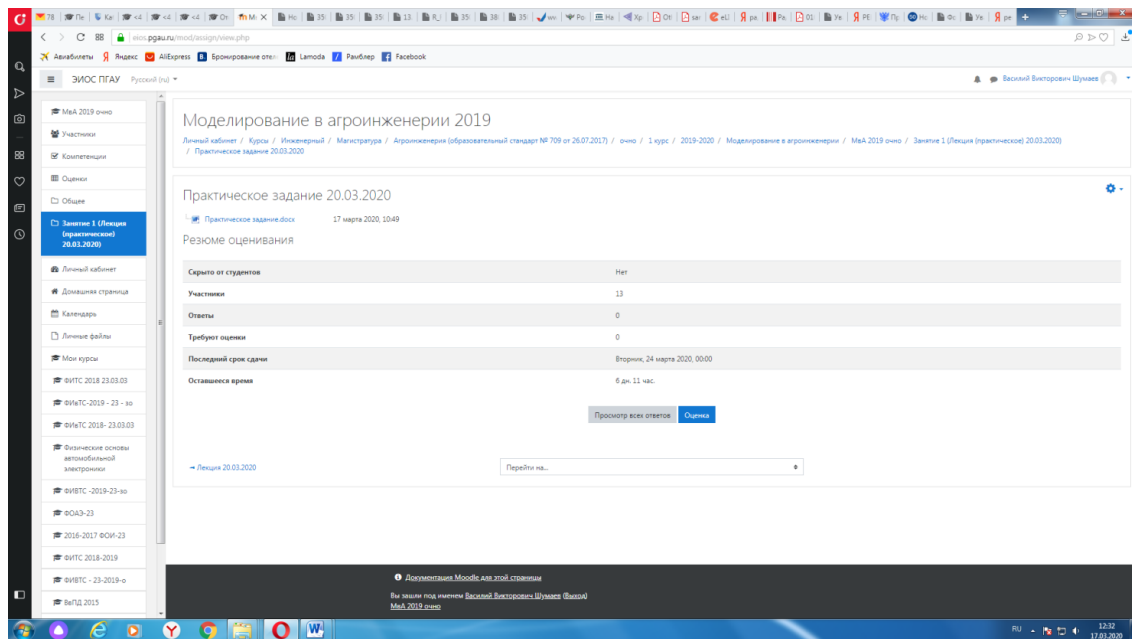 eios.pgau.ru/mod/assign/view.php
Авиабилеты Яндекс AliExpress Бронирование отел Lamoda Рамблер Facebook
ЭИОС ПГАУ Русский (ru)
Василий Викторович Шумаев
МвА 2019 очно
Участники
Компетенции
Оценки
Общее
Занятие 1 (Лекция
(практическое)
20.03.2020)
Личный кабинет
Домашняя страница
Календарь
Личные файлы
Мои курсы
ФИТС 2018 23.03.03
ФИвТС-2019 - 23 - зо
ФИвТС 2018- 23.03.03
Физические основы
автомобильной
электроники
ФИВТС -2019-23-зо
ФОАЭ-23
2016-2017 ФОИ-23
ФИТС 2018-2019
ФИВТС - 23-2019-о
ВвПД 2015
Моделирование в агроинженерии 2019
Личный кабинет / Курсы / Инженерный / Магистратура / Агроинженерия (образовательный стандарт № 709 от 26.07.2017) / очно / 1 курс / 2019-2020 / Моделирование в агроинженерии / МвА 2019 очно / Занятие 1 (Лекция (практическое) 20.03.2020)
/ Практическое задание 20.03.2020
Практическое задание 20.03.2020
Практическое задание.docx 17 марта 2020, 10:49
Резюме оценивания
Скрыто от студентов Нет
Участники 13
Ответы 0
Требуют оценки 0
Последний срок сдачи Вторник, 24 марта 2020, 00:00
Оставшееся время 6 дн. 11 час.
Просмотр всех ответов Оценка
→ Лекция 20.03.2020 Перейти на...
Документация Moodle для этой страницы
Вы зашли под именем Василий Викторович Шумаев (Выход)
МвА 2019 очно
RU 12:32
17.03.2020